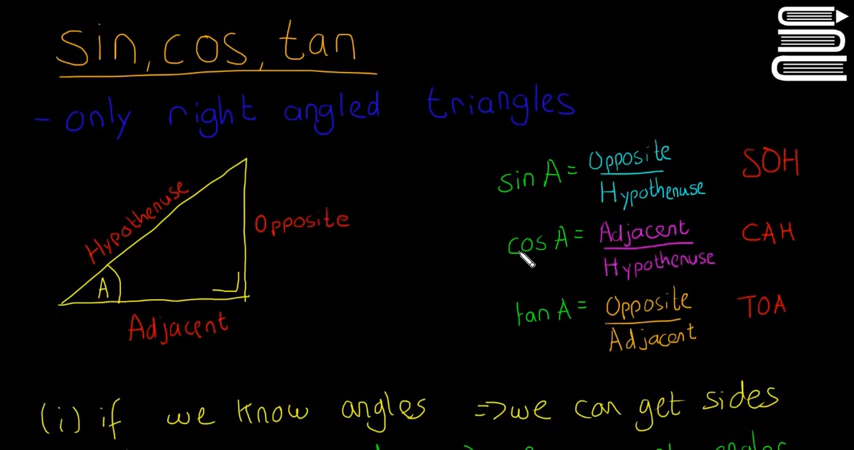 sin, cos, tan
- only right angled triangles
Hypothenuse
Opposite
A
Adjacent
sin A = Opposite / Hypothenuse SOH
cos A = Adjacent / Hypothenuse CAH
tan A = Opposite / Adjacent TOA
(i) if we know angles => we can get sides
angles